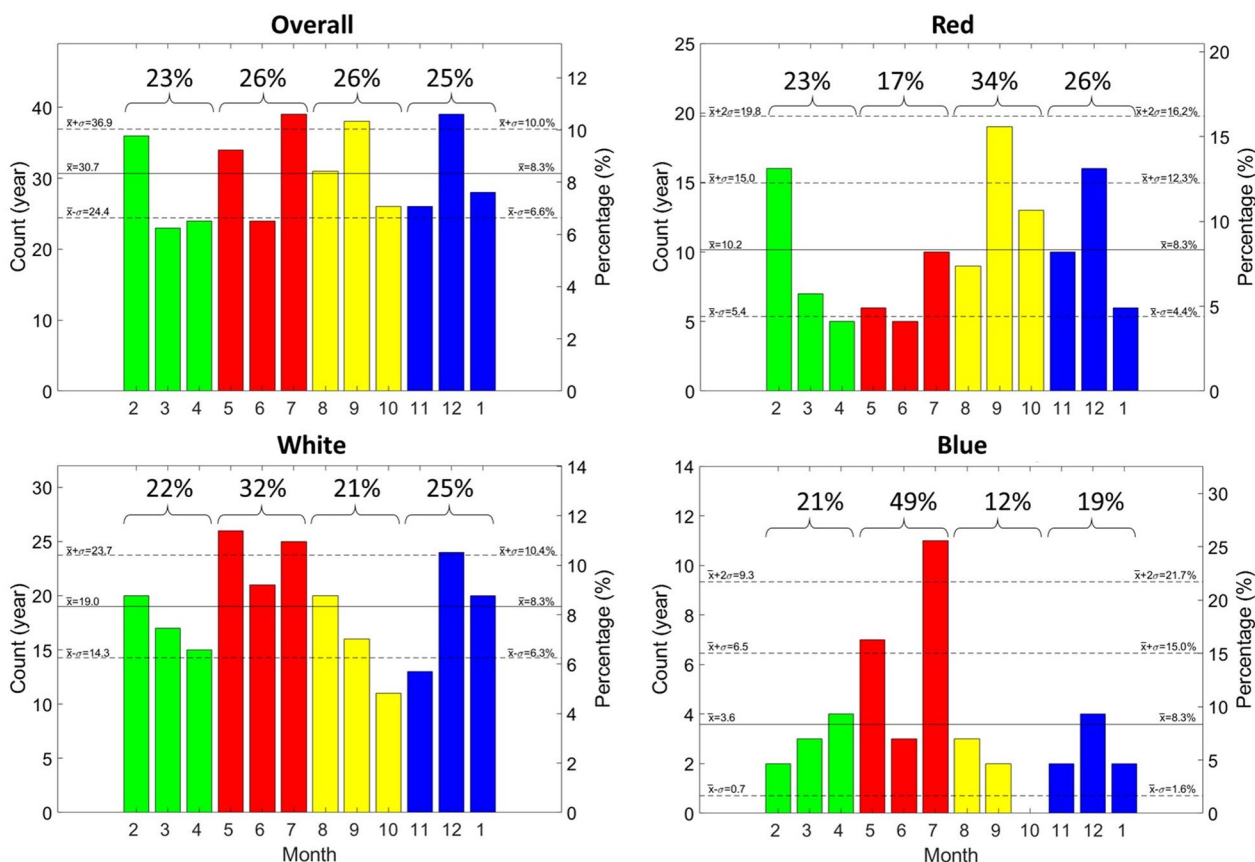 Overall
23% 26% 26% 25%
x̄+σ=36.9 x̄+σ=10.0%
x̄=30.7 x̄=8.3%
x̄-σ=24.4 x̄-σ=6.6%
Count (year)
0 10 20 30 40
Percentage (%)
0 2 4 6 8 10 12
2 3 4 5 6 7 8 9 10 11 12 1
Red
23% 17% 34% 26%
x̄+2σ=19.8 x̄+2σ=16.2%
x̄+σ=15.0 x̄+σ=12.3%
x̄=10.2 x̄=8.3%
x̄-σ=5.4 x̄-σ=4.4%
Count (year)
0 5 10 15 20 25
Percentage (%)
0 5 10 15 20
2 3 4 5 6 7 8 9 10 11 12 1
White
22% 32% 21% 25%
x̄+σ=23.7 x̄+σ=10.4%
x̄=19.0 x̄=8.3%
x̄-σ=14.3 x̄-σ=6.3%
Count (year)
0 5 10 15 20 25 30
Percentage (%)
0 2 4 6 8 10 12 14
2 3 4 5 6 7 8 9 10 11 12 1
Month
Blue
21% 49% 12% 19%
x̄+2σ=9.3 x̄+2σ=21.7%
x̄+σ=6.5 x̄+σ=15.0%
x̄=3.6 x̄=8.3%
x̄-σ=0.7 x̄-σ=1.6%
Count (year)
0 2 4 6 8 10 12 14
Percentage (%)
0 5 10 15 20 25 30
2 3 4 5 6 7 8 9 10 11 12 1
Month